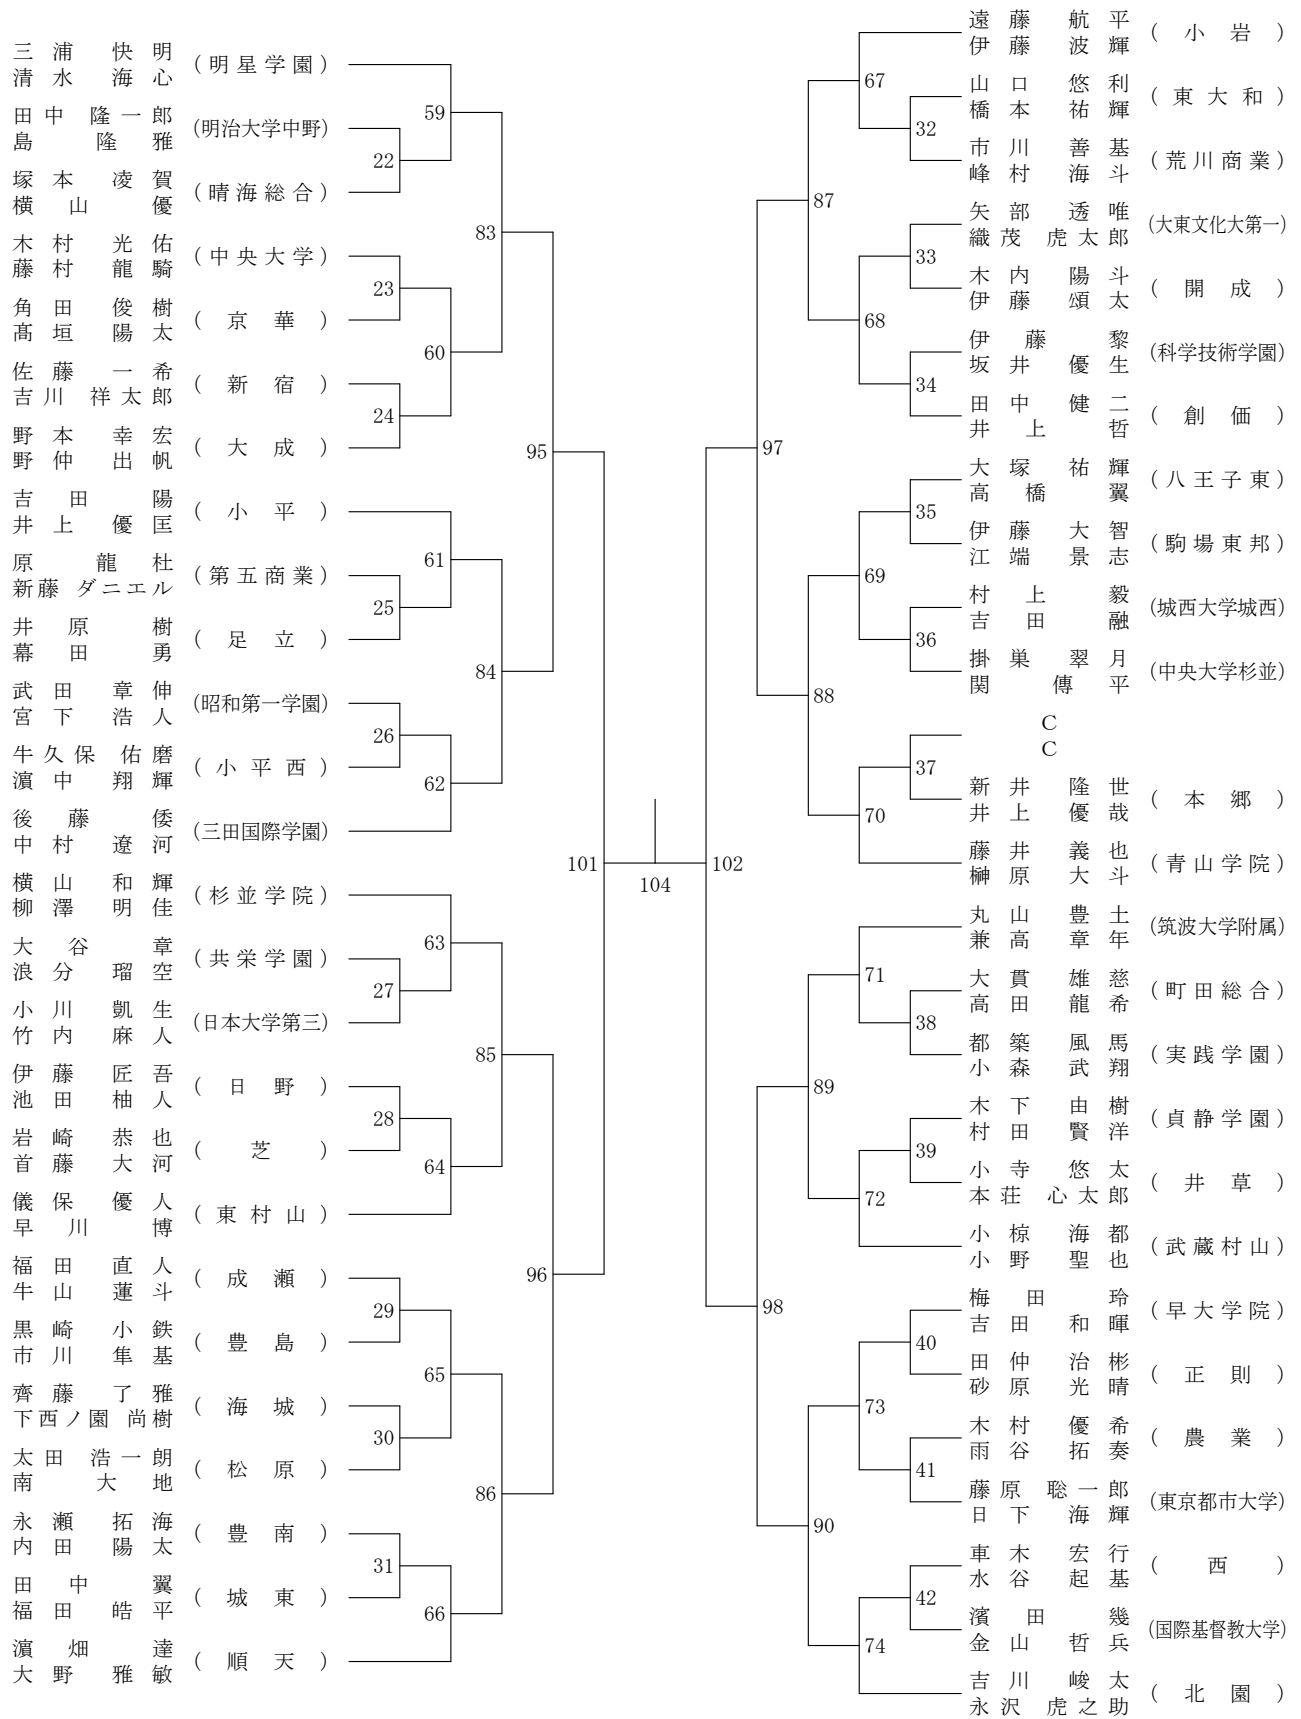 三浦 快明
清水 海心 (明星学園)
田中 隆一郎
島 隆雅 (明治大学中野)
塚本 凌賀
横山 優 (晴海総合)
木村 光佑
藤村 龍騎 (中央大学)
角田 俊樹
髙垣 陽太 (京華)
佐藤 一希
吉川 祥太郎 (新宿)
野本 幸宏
野仲 出帆 (大成)
吉田 陽
井上 優匡 (小平)
原 龍杜
新藤 ダニエル (第五商業)
井原 樹
幕田 勇 (足立)
武田 章伸
宮下 浩人 (昭和第一学園)
牛久保 佑磨
濵中 翔輝 (小平西)
後藤 倭
中村 遼河 (三田国際学園)
横山 和輝
柳澤 明佳 (杉並学院)
大谷 章
浪分 瑠空 (共栄学園)
小川 凱生
竹内 麻人 (日本大学第三)
伊藤 匠吾
池田 柚人 (日野)
岩崎 恭也
首藤 大河 (芝)
儀保 優人
早川 博 (東村山)
福田 直人
牛山 蓮斗 (成瀬)
黒崎 小鉄
市川 隼基 (豊島)
齊藤 了雅
下西ノ園 尚樹 (海城)
太田 浩一朗
南 大地 (松原)
永瀬 拓海
内田 陽太 (豊南)
田中 翼
福田 皓平 (城東)
濵畑 達
大野 雅敏 (順天)
59
22
83
23
60
24
95
61
25
84
26
62
101
63
27
85
28
64
96
29
65
30
86
31
66
104
102
67
32
87
33
68
34
97
35
69
36
88
37
70
71
38
89
39
72
98
40
73
41
90
42
74
遠藤 航平
伊藤 波輝 (小岩)
山口 悠利
橋本 祐輝 (東大和)
市川 善基
峰村 海斗 (荒川商業)
矢部 透唯
織茂 虎太郎 (大東文化大第一)
木内 陽斗
伊藤 頌太 (開成)
伊藤 黎
坂井 優生 (科学技術学園)
田中 健二
井上 哲 (創価)
大塚 祐輝
高橋 翼 (八王子東)
伊藤 大智
江端 景志 (駒場東邦)
村上 毅
吉田 融 (城西大学城西)
掛巣 翠月
関 傳平 (中央大学杉並)
C
C
新井 隆世
井上 優哉 (本郷)
藤井 義也
榊原 大斗 (青山学院)
丸山 豊土
兼高 章年 (筑波大学附属)
大貫 雄慈
高田 龍希 (町田総合)
都築 風馬
小森 武翔 (実践学園)
木下 由樹
村田 賢洋 (貞静学園)
小寺 悠太
本荘 心太郎 (井草)
小椋 海都
小野 聖也 (武蔵村山)
梅田 玲
吉田 和暉 (早大学院)
田仲 治彬
砂原 光晴 (正則)
木村 優希
雨谷 拓奏 (農業)
藤原 聡一郎
日下 海輝 (東京都市大学)
車木 宏行
水谷 起基 (西)
濱田 幾
金山 哲兵 (国際基督教大学)
吉川 峻太
永沢 虎之助 (北園)